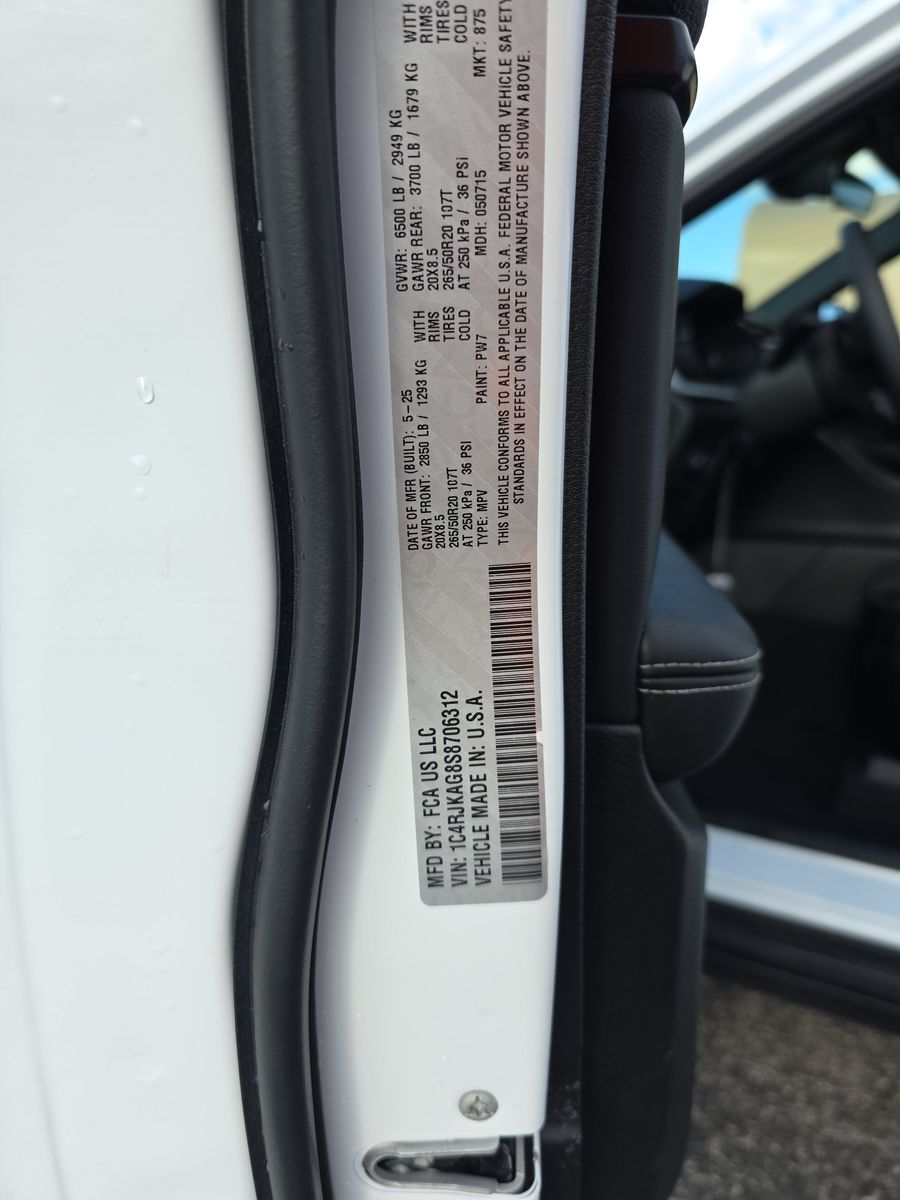 MFD BY: FCA US LLC
VIN: 1C4RJKAG8S8706312
VEHICLE MADE IN: U.S.A.
DATE OF MFR (BUILT): 5-25 GVWR: 6500 LB / 2949 KG
GAWR FRONT: 2850 LB / 1293 KG WITH GAWR REAR: 3700 LB / 1679 KG WITH
20X8.5 RIMS 20X8.5 RIMS
265/50R20 107T TIRES 265/50R20 107T TIRES
AT 250 kPa / 36 PSI COLD AT 250 kPa / 36 PSi COLD
TYPE: MPV PAINT: PW7 MDH: 050715 MKT: 875
THIS VEHICLE CONFORMS TO ALL APPLICABLE U.S.A. FEDERAL MOTOR VEHICLE SAFETY
STANDARDS IN EFFECT ON THE DATE OF MANUFACTURE SHOWN ABOVE.